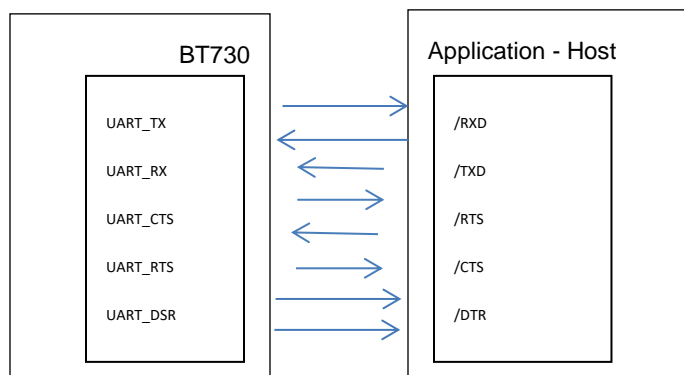 BT730
Application - Host
UART_TX
/RXD
UART_RX
/TXD
UART_CTS
/RTS
UART_RTS
/CTS
UART_DSR
/DTR